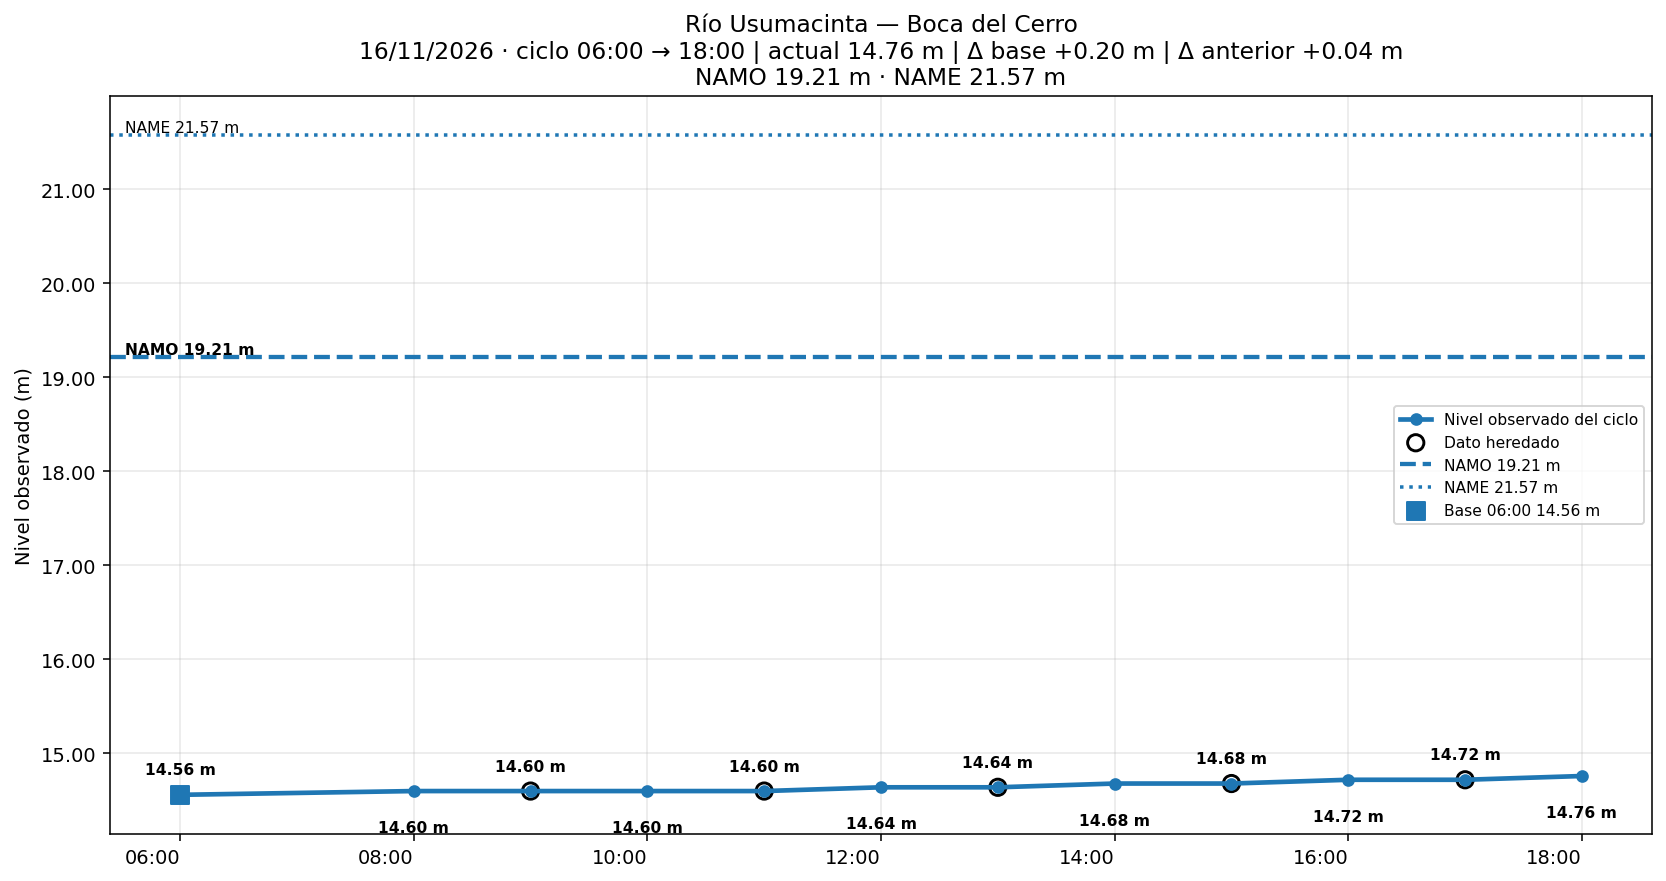 Río Usumacinta — Boca del Cerro
16/11/2026 · ciclo 06:00 → 18:00 | actual 14.76 m | Δ base +0.20 m | Δ anterior +0.04 m
NAMO 19.21 m · NAME 21.57 m
NAME 21.57 m
21.00
20.00
NAMO 19.21 m
19.00
18.00
17.00
16.00
15.00
Nivel observado (m)
Nivel observado del ciclo
Dato heredado
NAMO 19.21 m
NAME 21.57 m
Base 06:00 14.56 m
14.56 m
14.60 m
14.60 m
14.64 m
14.68 m
14.72 m
14.60 m
14.60 m
14.64 m
14.68 m
14.72 m
14.76 m
06:00
08:00
10:00
12:00
14:00
16:00
18:00